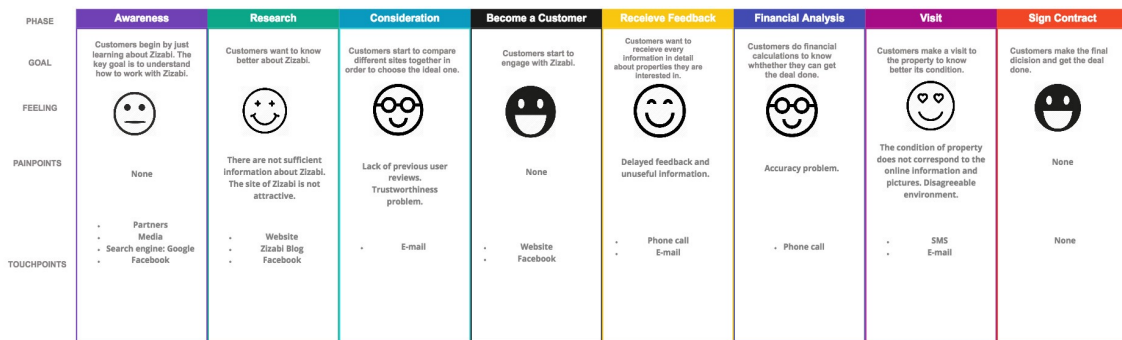 PHASE
Awareness
Research
Consideration
Become a Customer
Receieve Feedback
Financial Analysis
Visit
Sign Contract
GOAL
Customers begin by just
learning about Zizabi. The
key goal is to understand
how to work with Zizabi.
Customers want to know
better about Zizabi.
Customers start to compare
different sites together in
order to choose the ideal one.
Customers start to
engage with Zizabi.
Customers want to
receieve every
information in detail
about properties they are
interested in.
Customers do financial
calculations to know
whthether they can get
the deal done.
Customers make a visit to
the property to know
better its condition.
Customers make the final
dicision and get the deal
done.
FEELING
PAINPOINTS
None
There are not sufficient
information about Zizabi.
The site of Zizabi is not
attractive.
Lack of previous user
reviews.
Trustworthiness
problem.
None
Delayed feedback and
unuseful information.
Accuracy problem.
The condition of property
does not correspond to the
online information and
pictures. Disagreeable
environment.
None
TOUCHPOINTS
• Partners
• Media
• Search engine: Google
• Facebook
• Website
• Zizabi Blog
• Facebook
• E-mail
• Website
• Facebook
• Phone call
• E-mail
• Phone call
• SMS
• E-mail
None